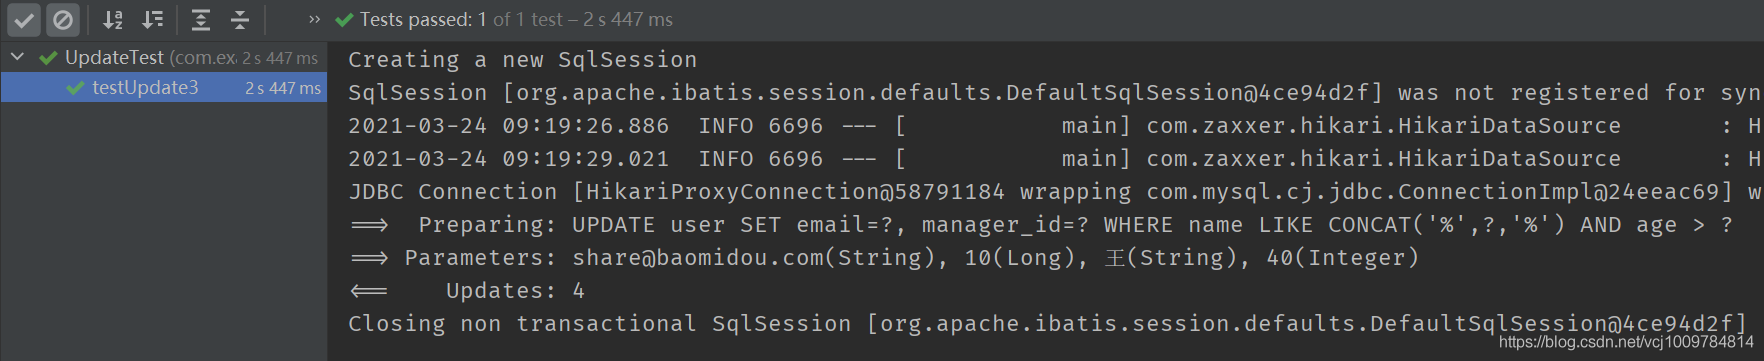 Tests passed: 1 of 1 test – 2 s 447 ms
UpdateTest (com.ex 2 s 447 ms
testUpdate3 2 s 447 ms
Creating a new SqlSession
SqlSession [org.apache.ibatis.session.defaults.DefaultSqlSession@4ce94d2f] was not registered for syn
2021-03-24 09:19:26.886  INFO 6696 --- [           main] com.zaxxer.hikari.HikariDataSource       : H
2021-03-24 09:19:29.021  INFO 6696 --- [           main] com.zaxxer.hikari.HikariDataSource       : H
JDBC Connection [HikariProxyConnection@58791184 wrapping com.mysql.cj.jdbc.ConnectionImpl@24eeac69] w
==>  Preparing: UPDATE user SET email=?, manager_id=? WHERE name LIKE CONCAT('%',?,'%') AND age > ?
==> Parameters: share@baomidou.com(String), 10(Long), 王(String), 40(Integer)
<==    Updates: 4
Closing non transactional SqlSession [org.apache.ibatis.session.defaults.DefaultSqlSession@4ce94d2f]
https://blog.csdn.net/vcj1009784814